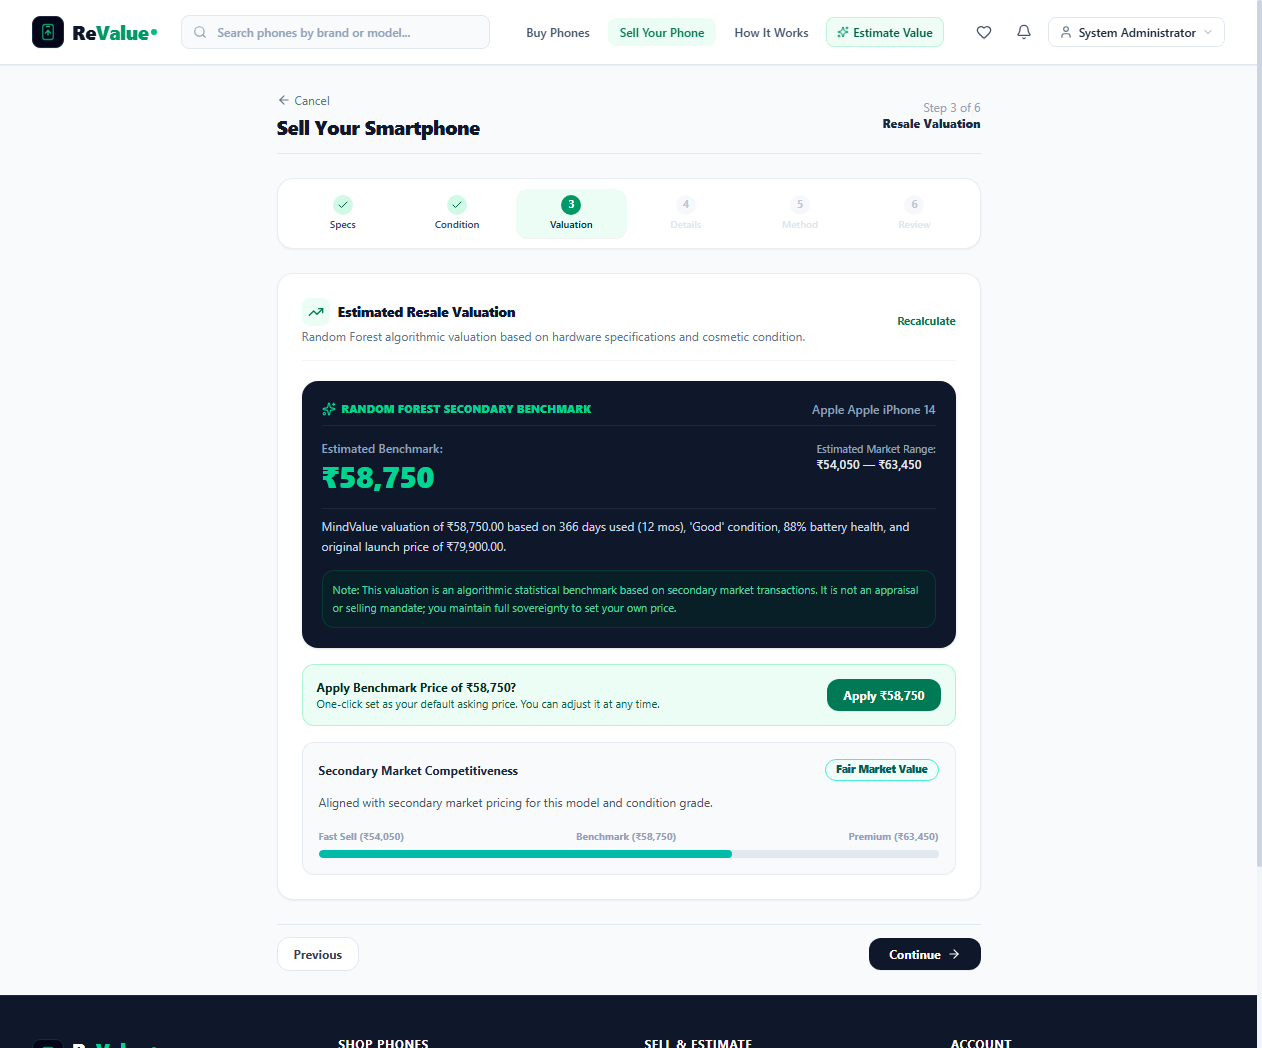 ReValue
Search phones by brand or model...
Buy Phones
Sell Your Phone
How It Works
Estimate Value
System Administrator
Cancel
Sell Your Smartphone
Step 3 of 6
Resale Valuation
Specs
Condition
3
Valuation
4
Details
5
Method
6
Review
Estimated Resale Valuation
Random Forest algorithmic valuation based on hardware specifications and cosmetic condition.
Recalculate
RANDOM FOREST SECONDARY BENCHMARK
Apple Apple iPhone 14
Estimated Benchmark:
₹58,750
Estimated Market Range:
₹54,050 — ₹63,450
MindValue valuation of ₹58,750.00 based on 366 days used (12 mos), 'Good' condition, 88% battery health, and
original launch price of ₹79,900.00.
Note: This valuation is an algorithmic statistical benchmark based on secondary market transactions. It is not an appraisal
or selling mandate; you maintain full sovereignty to set your own price.
Apply Benchmark Price of ₹58,750?
One-click set as your default asking price. You can adjust it at any time.
Apply ₹58,750
Secondary Market Competitiveness
Fair Market Value
Aligned with secondary market pricing for this model and condition grade.
Fast Sell (₹54,050)
Benchmark (₹58,750)
Premium (₹63,450)
Previous
Continue
ReValue
SHOP PHONES
SELL & ESTIMATE
ACCOUNT